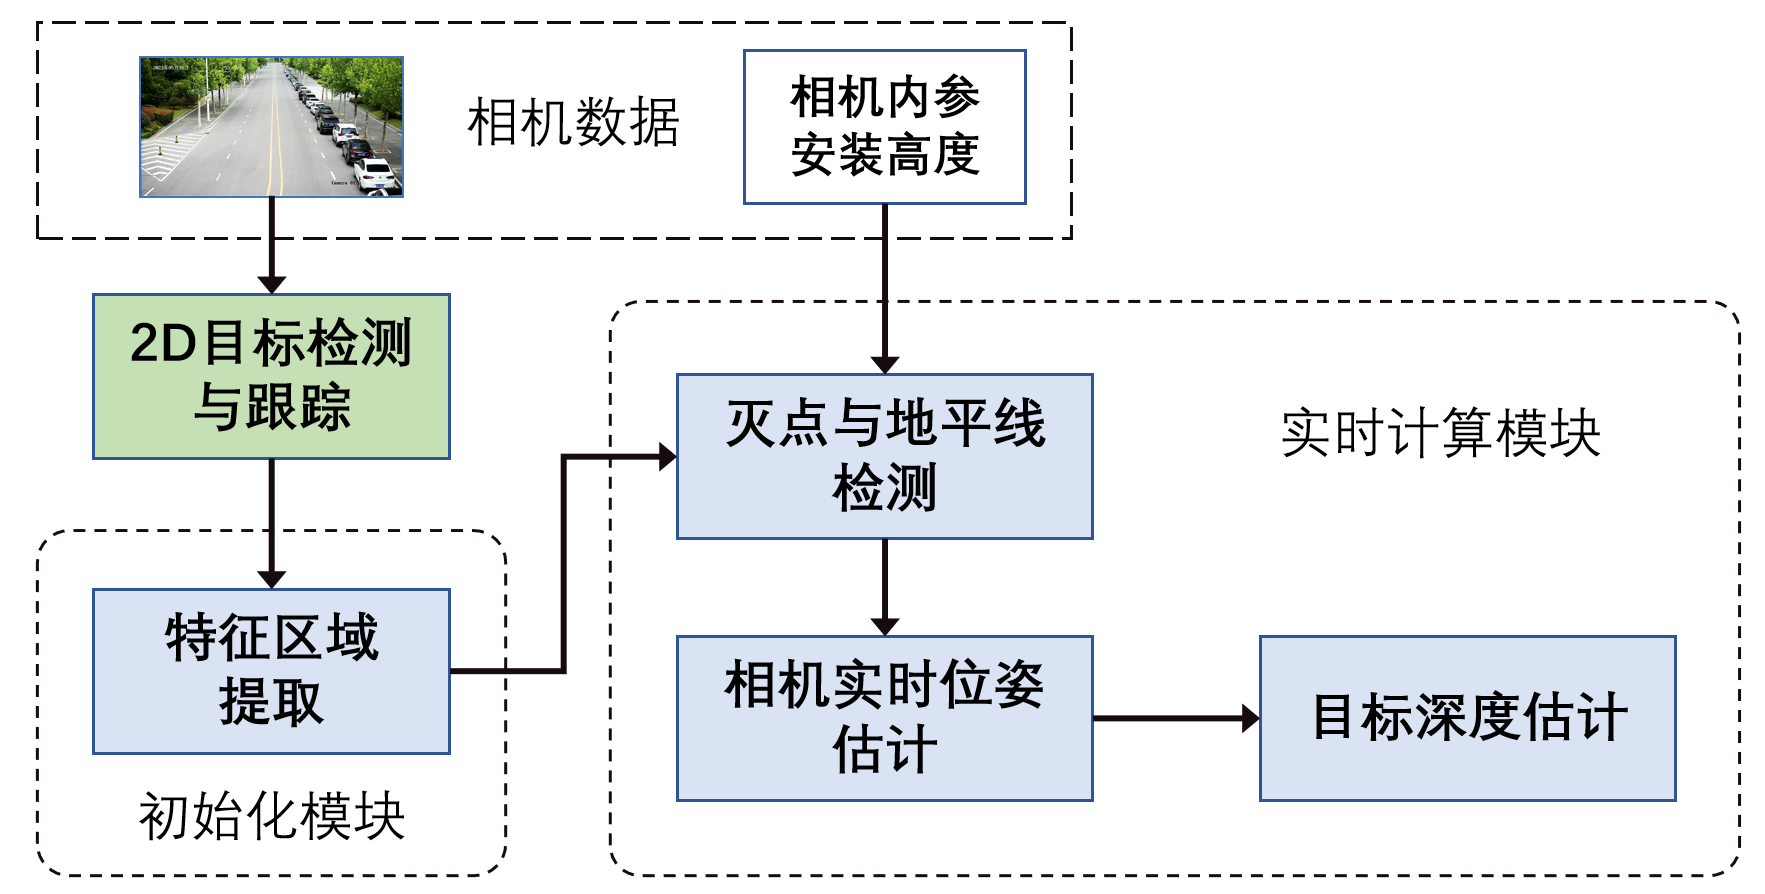 相机数据
相机内参
安装高度
2D目标检测
与跟踪
灭点与地平线
检测
实时计算模块
特征区域
提取
相机实时位姿
估计
目标深度估计
初始化模块